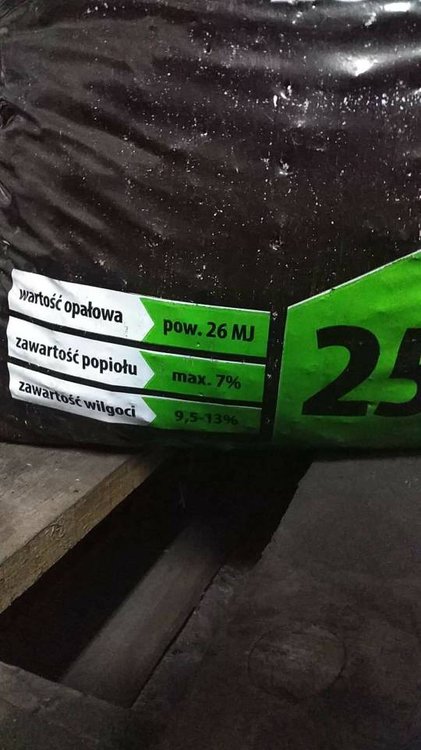 wartość opałowa pow. 26 MJ
zawartość popiołu max. 7%
zawartość wilgoci 9,5-13%
25